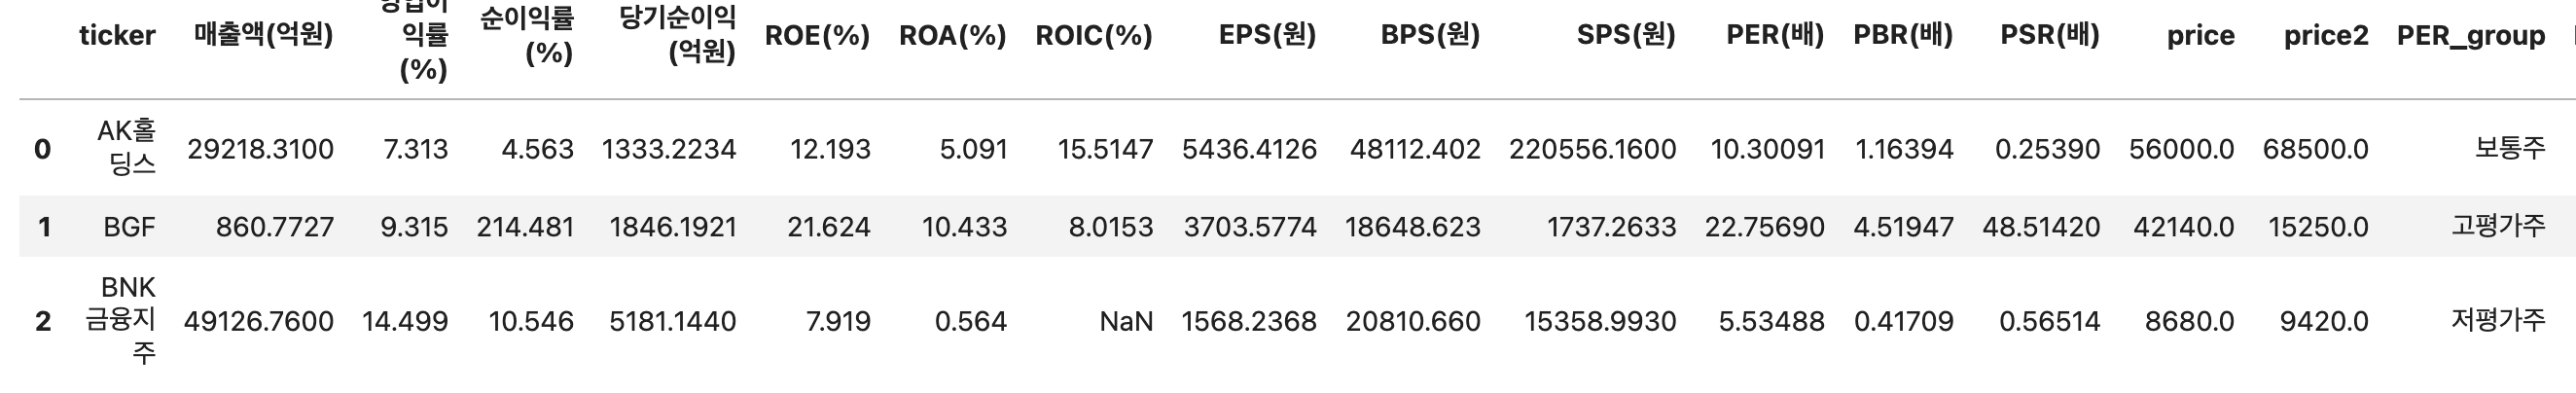 ticker 매출액(억원) 영업이익률(%) 순이익률(%) 당기순이익(억원) ROE(%) ROA(%) ROIC(%) EPS(원) BPS(원) SPS(원) PER(배) PBR(배) PSR(배) price price2 PER_group
0 AK홀딩스 29218.3100 7.313 4.563 1333.2234 12.193 5.091 15.5147 5436.4126 48112.402 220556.1600 10.30091 1.16394 0.25390 56000.0 68500.0 보통주
1 BGF 860.7727 9.315 214.481 1846.1921 21.624 10.433 8.0153 3703.5774 18648.623 1737.2633 22.75690 4.51947 48.51420 42140.0 15250.0 고평가주
2 BNK금융지주 49126.7600 14.499 10.546 5181.1440 7.919 0.564 NaN 1568.2368 20810.660 15358.9930 5.53488 0.41709 0.56514 8680.0 9420.0 저평가주